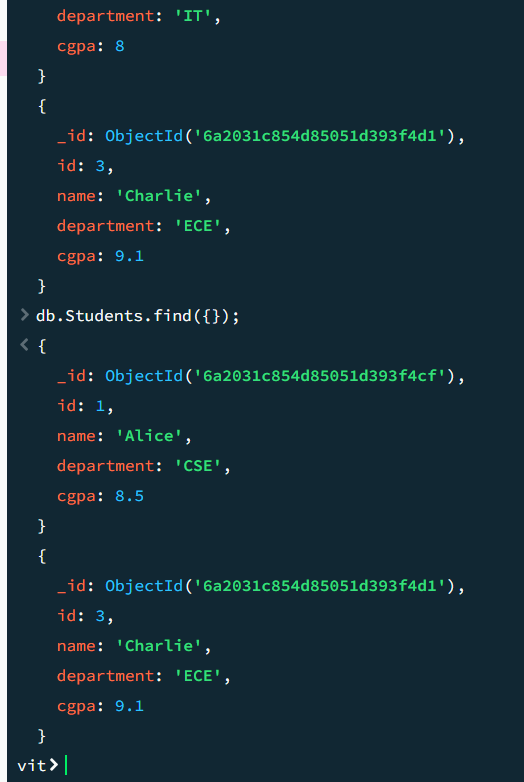 department: 'IT',
cgpa: 8
}
{
_id: ObjectId('6a2031c854d85051d393f4d1'),
id: 3,
name: 'Charlie',
department: 'ECE',
cgpa: 9.1
}
> db.Students.find({});
< {
_id: ObjectId('6a2031c854d85051d393f4cf'),
id: 1,
name: 'Alice',
department: 'CSE',
cgpa: 8.5
}
{
_id: ObjectId('6a2031c854d85051d393f4d1'),
id: 3,
name: 'Charlie',
department: 'ECE',
cgpa: 9.1
}
vit>